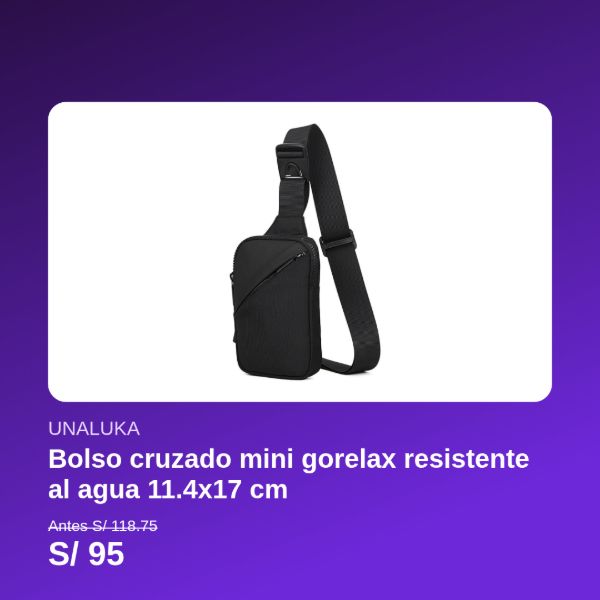 UNALUKA
Bolso cruzado mini gorelax resistente
al agua 11.4x17 cm
Antes S/ 118.75
S/ 95